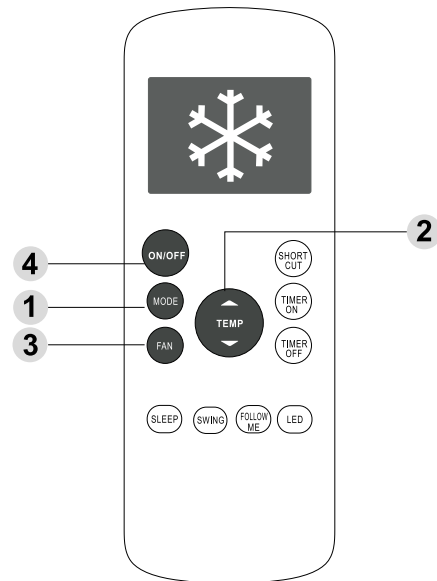 2
ON/OFF
SHORT
CUT
4
MODE
TEMP
TIMER
ON
1
FAN
TIMER
OFF
3
SLEEP
SWING
FOLLOW
ME
LED